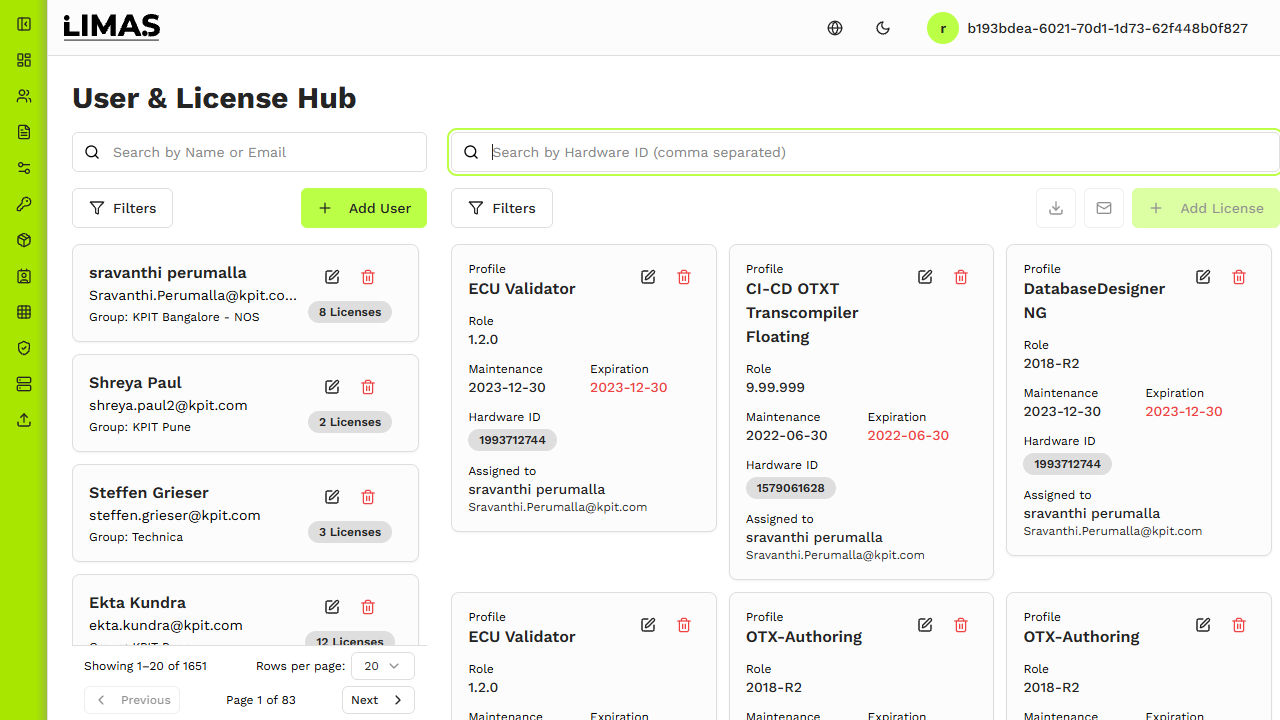 LIMAS
r
b193bdea-6021-70d1-1d73-62f448b0f827
User & License Hub
Search by Name or Email
Search by Hardware ID (comma separated)
Filters
Add User
Filters
Add License
sravanthi perumalla
Sravanthi.Perumalla@kpit.co...
Group: KPIT Bangalore - NOS
8 Licenses
Shreya Paul
shreya.paul2@kpit.com
Group: KPIT Pune
2 Licenses
Steffen Grieser
steffen.grieser@kpit.com
Group: Technica
3 Licenses
Ekta Kundra
ekta.kundra@kpit.com
12 Licenses
Showing 1–20 of 1651
Rows per page:
20
Previous
Page 1 of 83
Next
Profile
ECU Validator
Role
1.2.0
Maintenance
Expiration
2023-12-30
2023-12-30
Hardware ID
1993712744
Assigned to
sravanthi perumalla
Sravanthi.Perumalla@kpit.com
Profile
CI-CD OTXT
Transcompiler
Floating
Role
9.99.999
Maintenance
Expiration
2022-06-30
2022-06-30
Hardware ID
1579061628
Assigned to
sravanthi perumalla
Sravanthi.Perumalla@kpit.com
Profile
DatabaseDesigner
NG
Role
2018-R2
Maintenance
Expiration
2023-12-30
2023-12-30
Hardware ID
1993712744
Assigned to
sravanthi perumalla
Sravanthi.Perumalla@kpit.com
Profile
ECU Validator
Role
1.2.0
Maintenance
Expiration
Profile
OTX-Authoring
Role
2018-R2
Maintenance
Expiration
Profile
OTX-Authoring
Role
2018-R2
Maintenance
Expiration